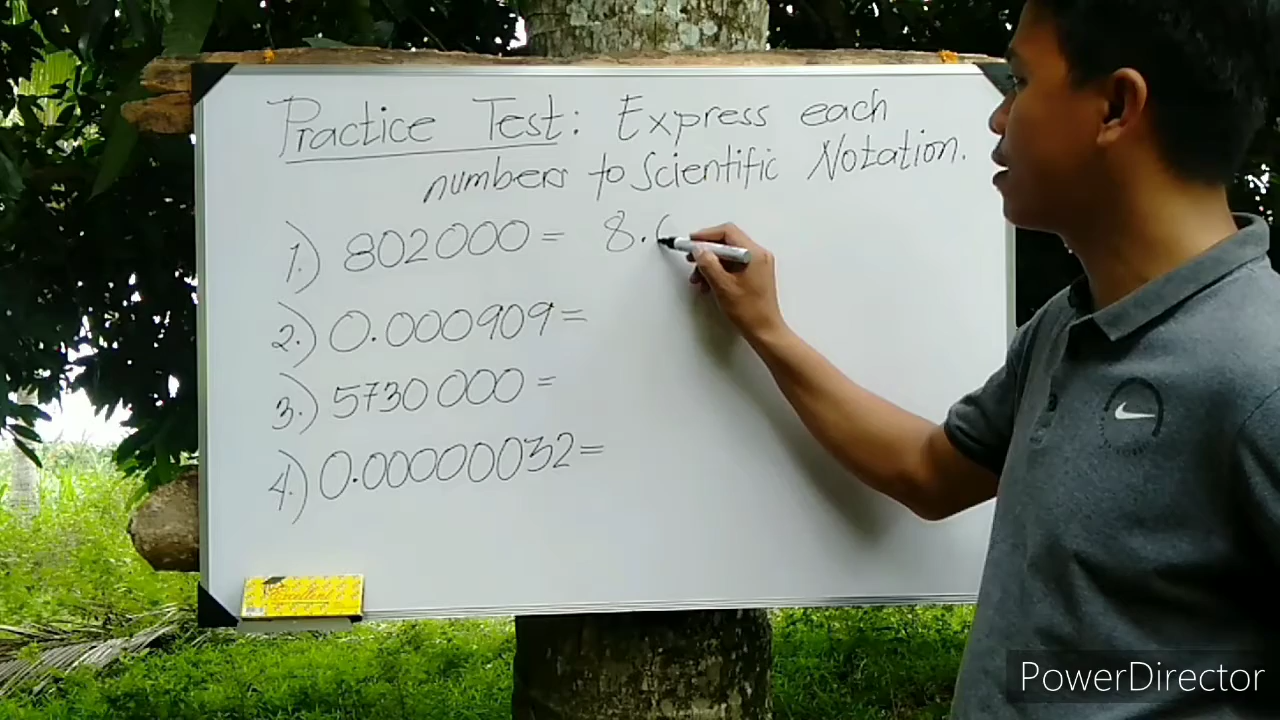 Practice Test: Express each
numbers to Scientific Notation.
1.) 802000 = 8.
2.) 0.000909 =
3.) 5730000 =
4.) 0.00000032 =
Excellent
PowerDirector